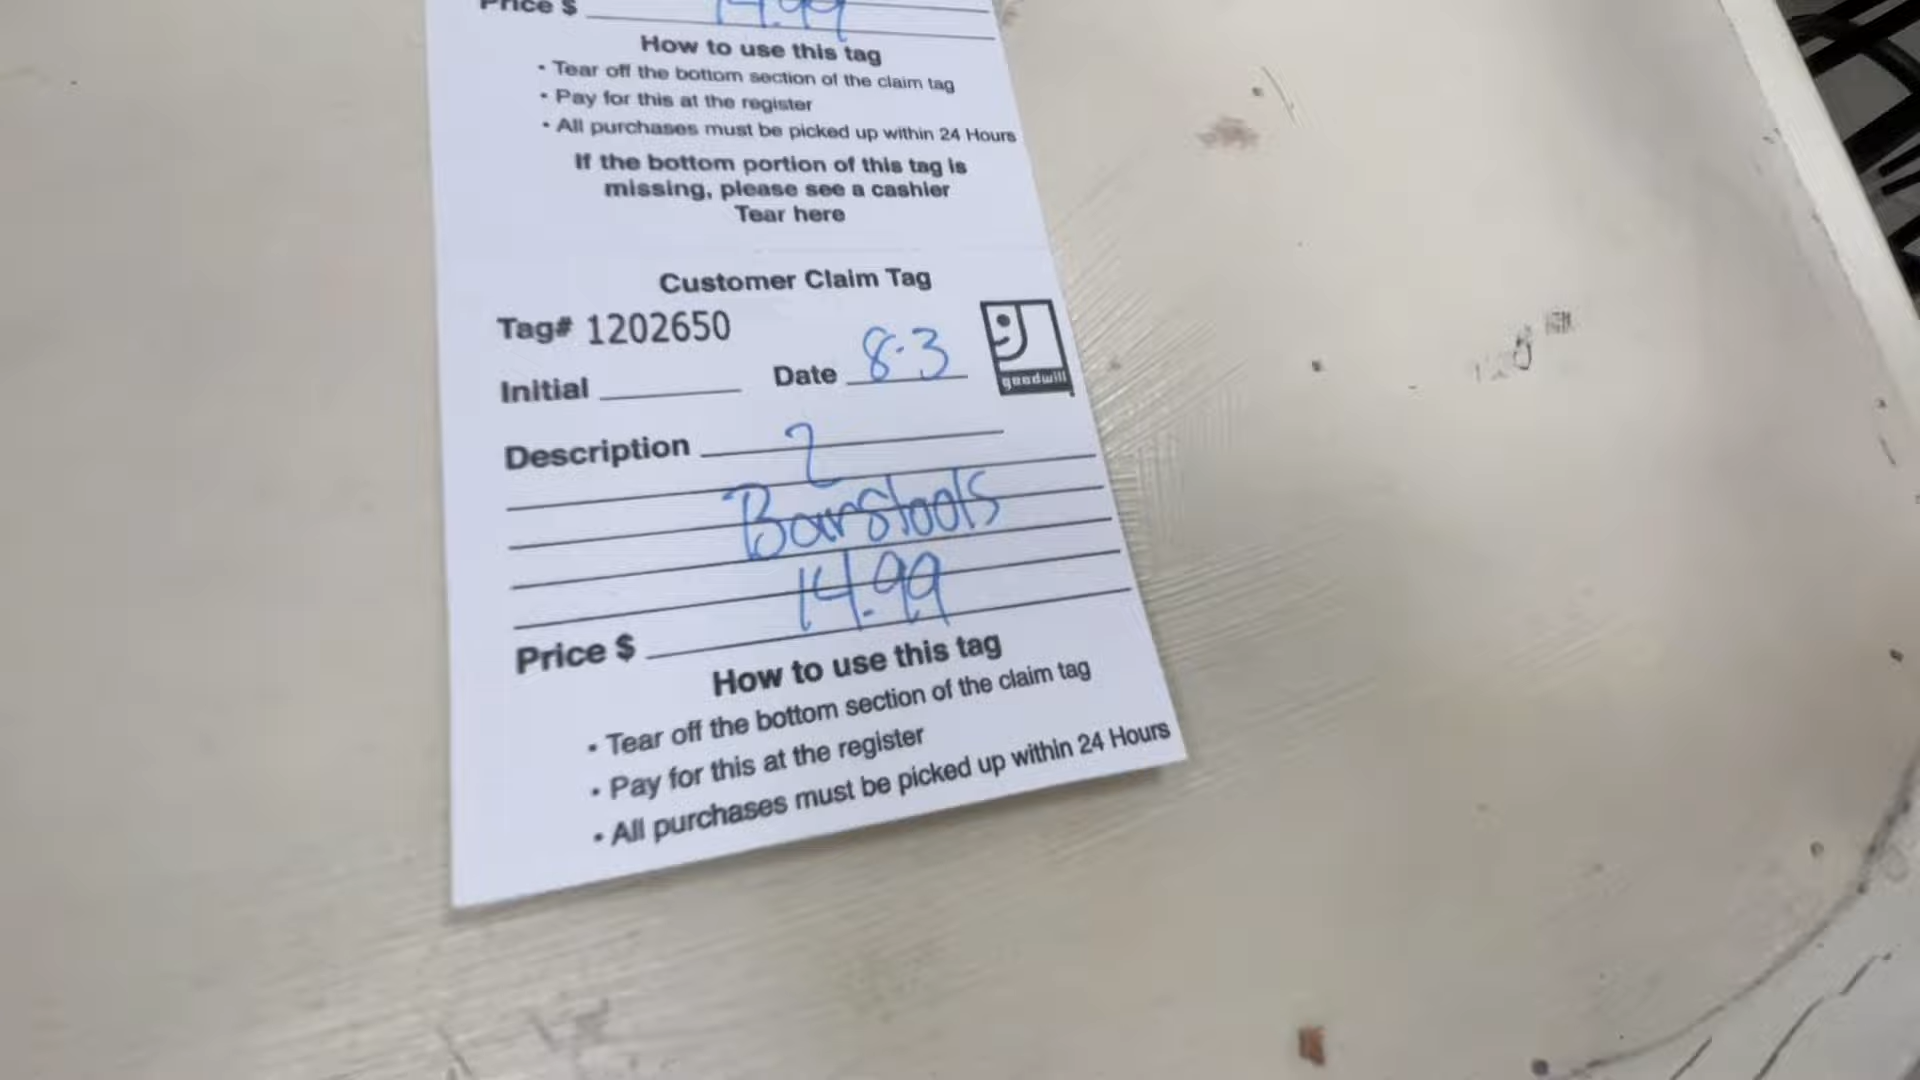 Price $ 14.99
How to use this tag
• Tear off the bottom section of the claim tag
• Pay for this at the register
• All purchases must be picked up within 24 Hours
If the bottom portion of this tag is
missing, please see a cashier
Tear here
Customer Claim Tag
Tag# 1202650
Initial Date 8.3
goodwill
Description 2
Barstools
14.99
Price $
How to use this tag
• Tear off the bottom section of the claim tag
• Pay for this at the register
• All purchases must be picked up within 24 Hours